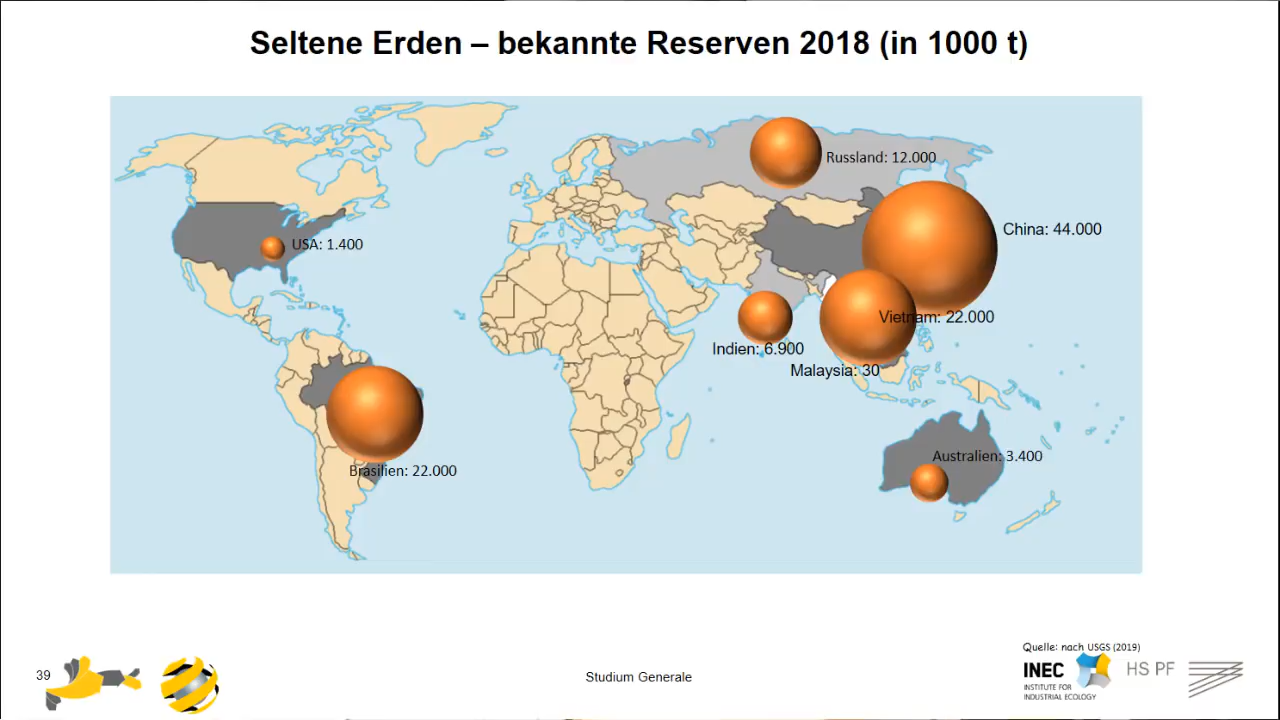 Seltene Erden – bekannte Reserven 2018 (in 1000 t)
Russland: 12.000
China: 44.000
USA: 1.400
Vietnam: 22.000
Indien: 6.900
Malaysia: 30
Australien: 3.400
Brasilien: 22.000
Quelle: nach USGS (2019)
39
Studium Generale
INEC
INSTITUTE FOR
INDUSTRIAL ECOLOGY
HS PF